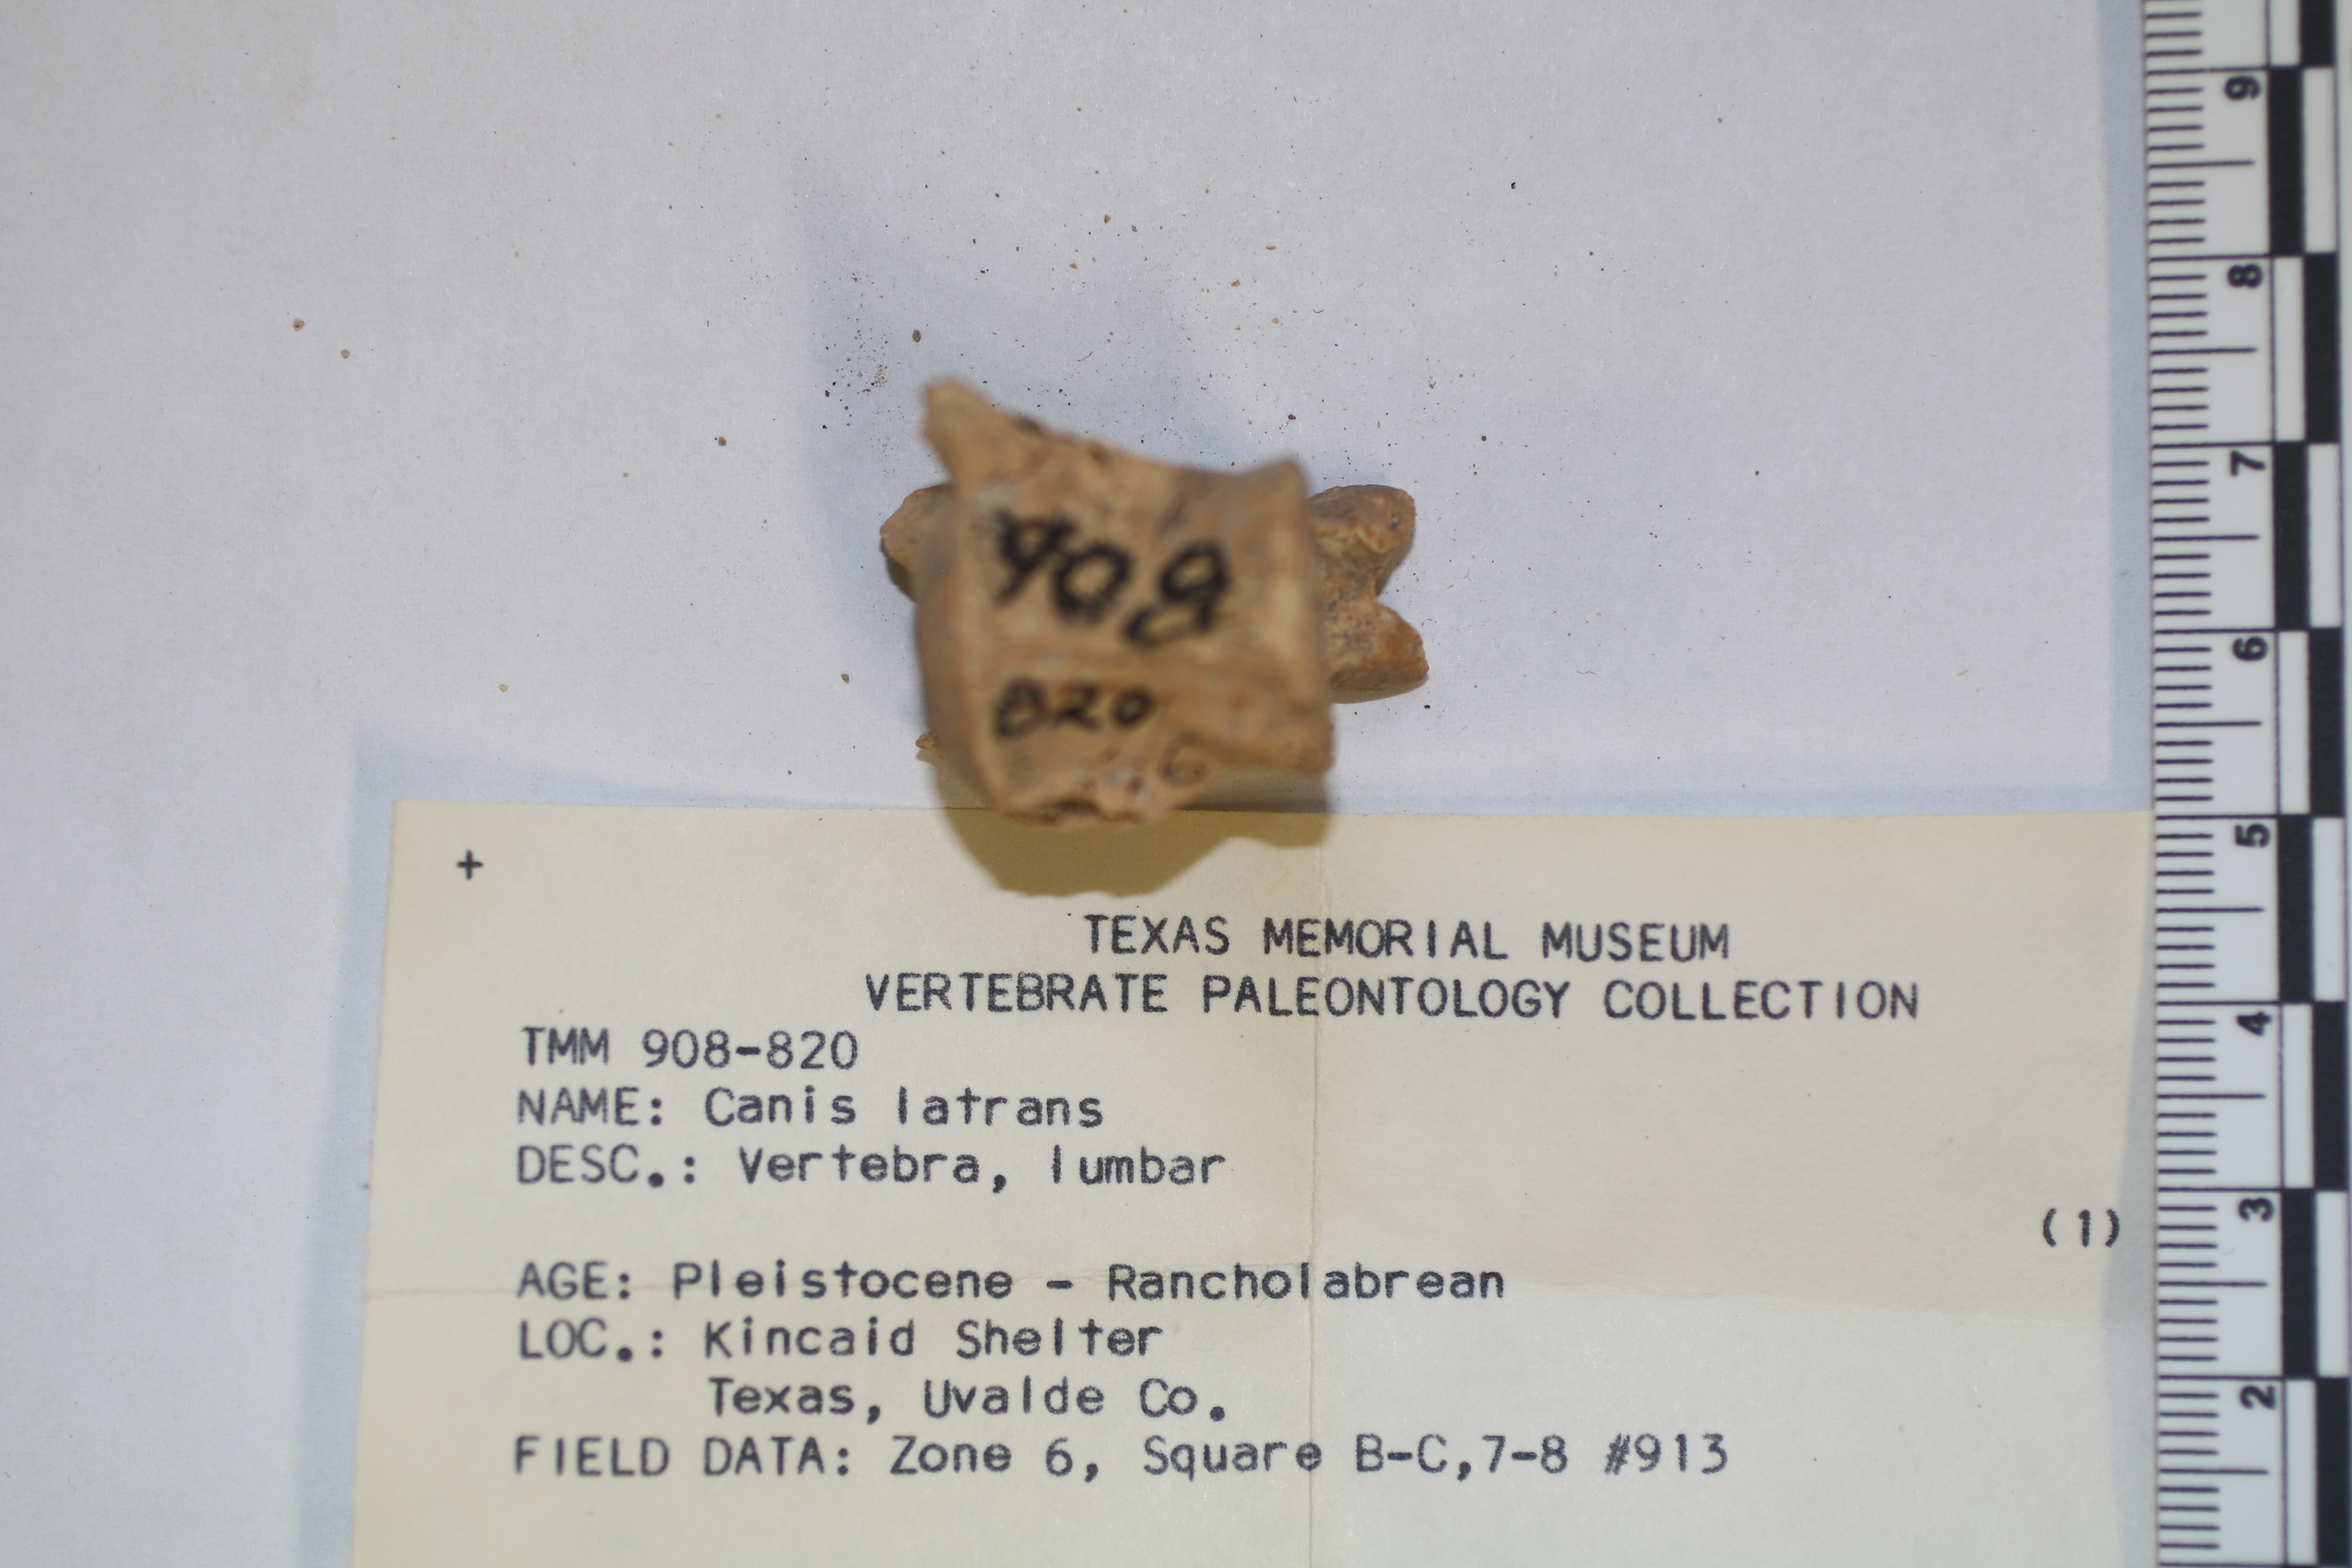 908
820
6
+
TEXAS MEMORIAL MUSEUM
VERTEBRATE PALEONTOLOGY COLLECTION
TMM 908-820
NAME: Canis latrans
DESC.: Vertebra, lumbar
(1)
AGE: Pleistocene - Rancholabrean
LOC.: Kincaid Shelter
Texas, Uvalde Co.
FIELD DATA: Zone 6, Square B-C,7-8 #913
9
8
7
6
5
4
3
2